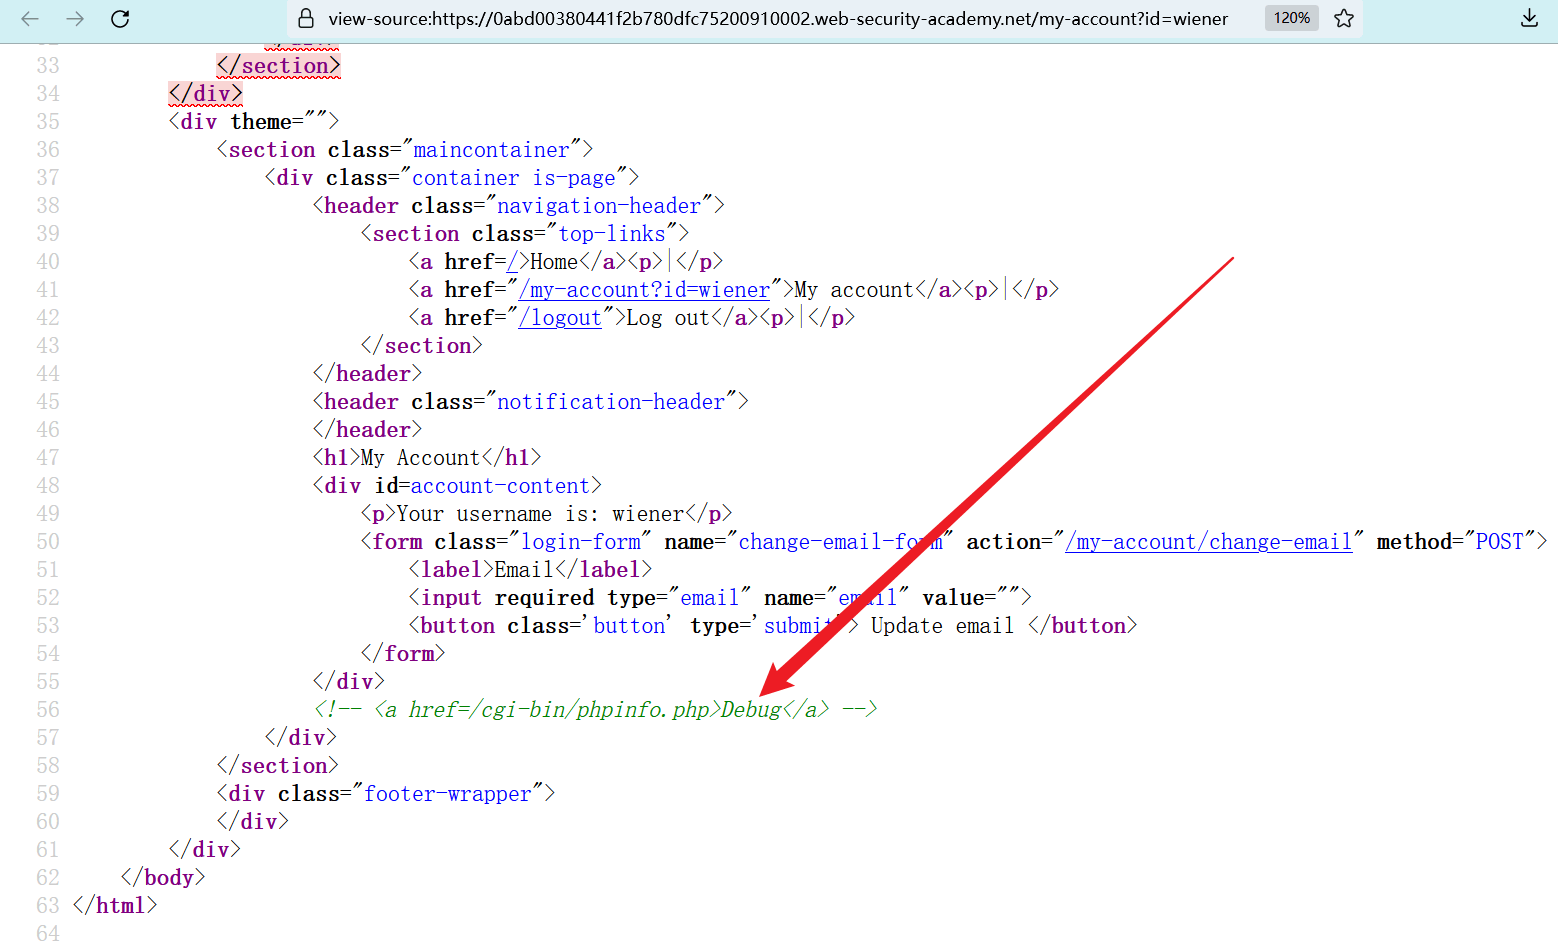 view-source:https://0abd00380441f2b780dfc75200910002.web-security-academy.net/my-account?id=wiener 120%
33 </section>
34 </div>
35 <div theme="">
36 <section class="maincontainer">
37 <div class="container is-page">
38 <header class="navigation-header">
39 <section class="top-links">
40 <a href=/>Home</a><p>|</p>
41 <a href="/my-account?id=wiener">My account</a><p>|</p>
42 <a href="/logout">Log out</a><p>|</p>
43 </section>
44 </header>
45 <header class="notification-header">
46 </header>
47 <h1>My Account</h1>
48 <div id=account-content>
49 <p>Your username is: wiener</p>
50 <form class="login-form" name="change-email-form" action="/my-account/change-email" method="POST">
51 <label>Email</label>
52 <input required type="email" name="email" value="">
53 <button class='button' type='submit'> Update email </button>
54 </form>
55 </div>
56 <!-- <a href=/cgi-bin/phpinfo.php>Debug</a> -->
57 </div>
58 </section>
59 <div class="footer-wrapper">
60 </div>
61 </div>
62 </body>
63 </html>
64